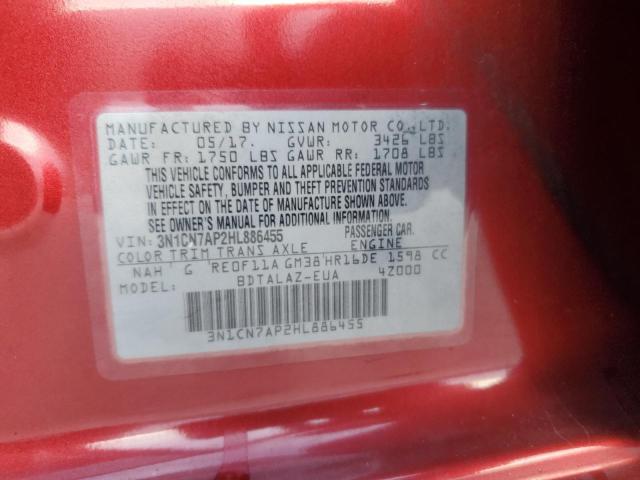 MANUFACTURED BY NISSAN MOTOR CO.,LTD.
DATE: 05/17. GVWR: 3426 LBS
GAWR FR: 1750 LBS GAWR RR: 1708 LBS
THIS VEHICLE CONFORMS TO ALL APPLICABLE FEDERAL MOTOR
VEHICLE SAFETY, BUMPER AND THEFT PREVENTION STANDARDS
IN EFFECT ON THE DATE OF MANUFACTURE SHOWN ABOVE.
SEE OWNER'S MANUAL FOR ADDITIONAL INFORMATION.
VIN: 3N1CN7AP2HL886455 PASSENGER CAR.
COLOR TRIM TRANS AXLE ENGINE
NAH G RE0F11A GM38 HR16DE 1598 CC
MODEL: BDTALAZ-EUA 4Z000
3N1CN7AP2HL886455